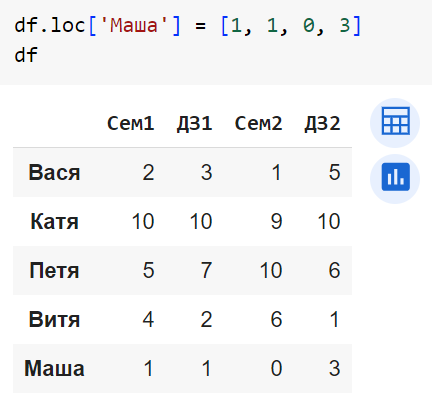 df.loc['Маша'] = [1, 1, 0, 3]
df
Сем1 ДЗ1 Сем2 ДЗ2
Вася 2 3 1 5
Катя 10 10 9 10
Петя 5 7 10 6
Витя 4 2 6 1
Маша 1 1 0 3